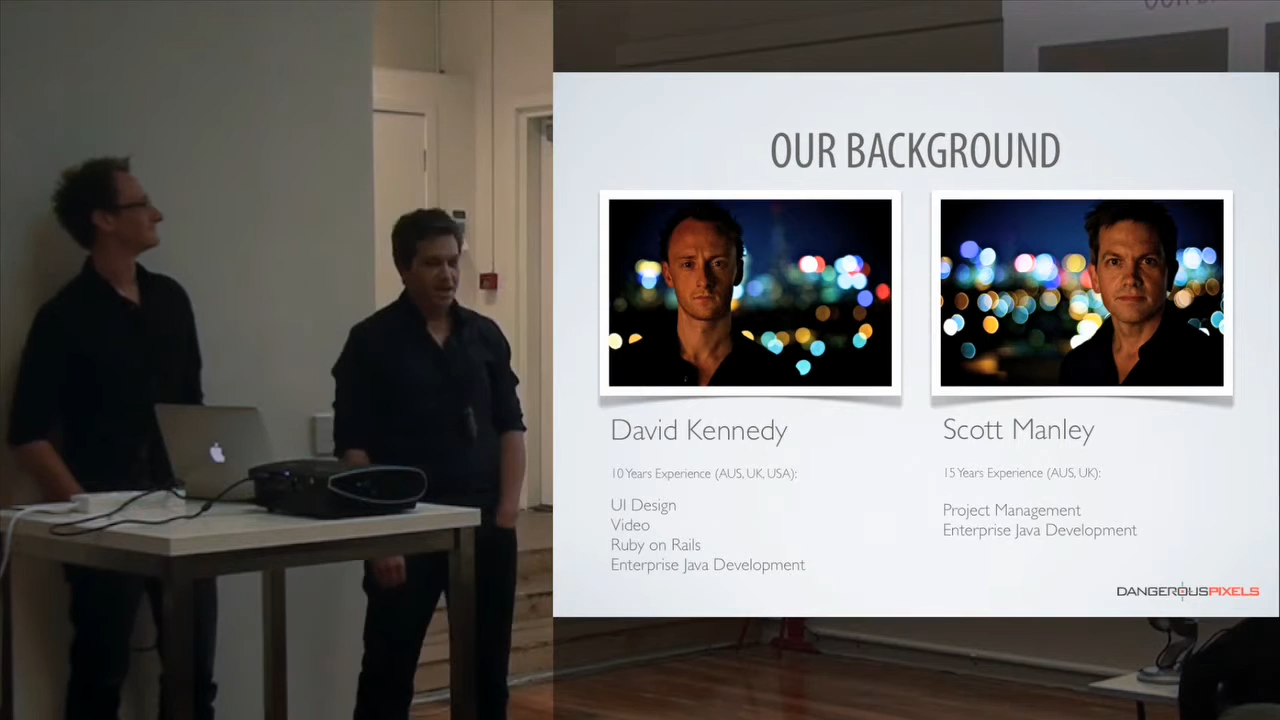 OUR BACKGROUND
David Kennedy
10 Years Experience (AUS, UK, USA):
UI Design
Video
Ruby on Rails
Enterprise Java Development
Scott Manley
15 Years Experience (AUS, UK):
Project Management
Enterprise Java Development
DANGEROUSPIXELS